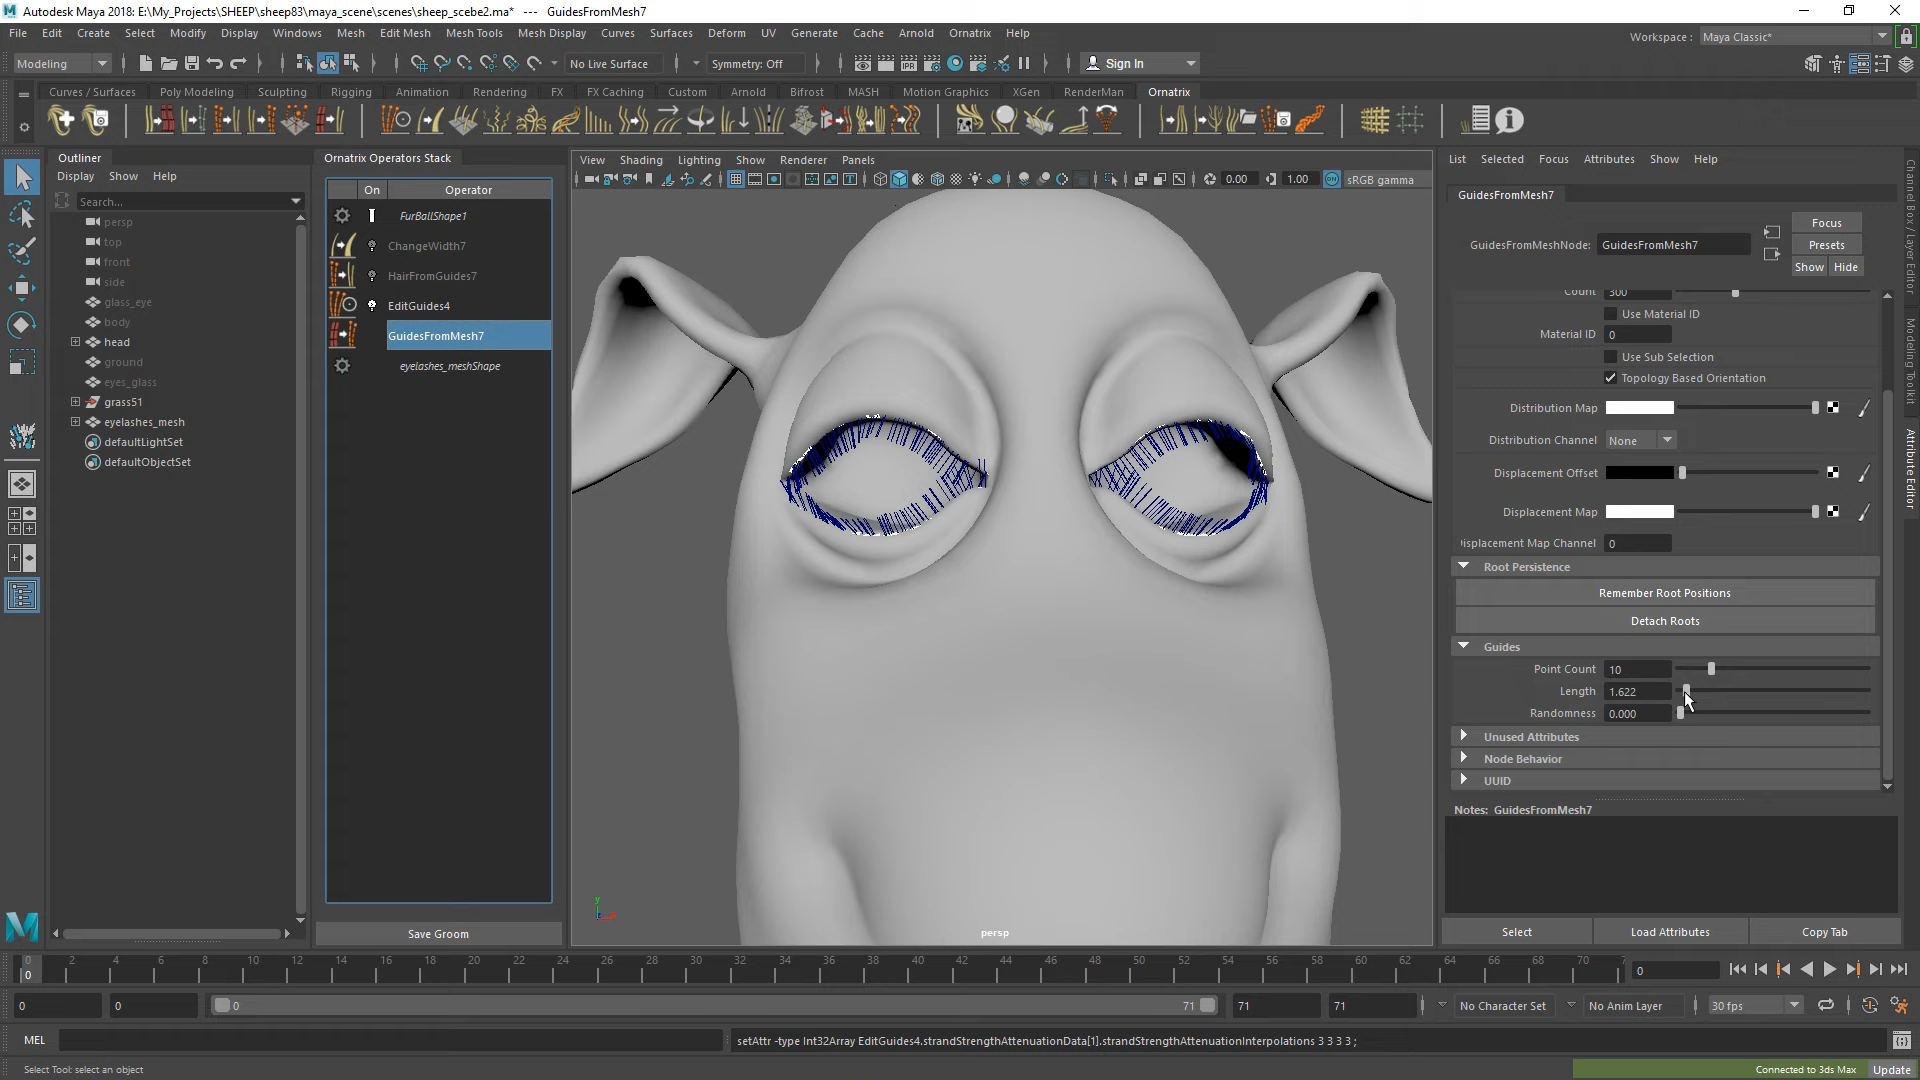 Autodesk Maya 2018: E:\My_Projects\SHEEP\sheep83\maya_scene\scenes\sheep_scebe2.ma*   ---   GuidesFromMesh7
File Edit Create Select Modify Display Windows Mesh Edit Mesh Mesh Tools Mesh Display Curves Surfaces Deform UV Generate Cache Arnold Ornatrix Help
Workspace : Maya Classic*
Modeling
No Live Surface
Symmetry: Off
Sign In
Curves / Surfaces Poly Modeling Sculpting Rigging Animation Rendering FX FX Caching Custom Arnold Bifrost MASH Motion Graphics XGen RenderMan Ornatrix
IPR
Outliner
Display Show Help
Search...
persp
top
front
side
glass_eye
body
head
ground
eyes_glass
grass51
eyelashes_mesh
defaultLightSet
defaultObjectSet
Ornatrix Operators Stack
On Operator
FurBallShape1
ChangeWidth7
HairFromGuides7
EditGuides4
GuidesFromMesh7
eyelashes_meshShape
Save Groom
View Shading Lighting Show Renderer Panels
0.00 1.00 sRGB gamma
y
persp
List Selected Focus Attributes Show Help
GuidesFromMesh7
GuidesFromMeshNode: GuidesFromMesh7
Focus
Presets
Show Hide
Count 300
Use Material ID
Material ID 0
Use Sub Selection
Topology Based Orientation
Distribution Map
Distribution Channel None
Displacement Offset
Displacement Map
isplacement Map Channel 0
Root Persistence
Remember Root Positions
Detach Roots
Guides
Point Count 10
Length 1.622
Randomness 0.000
Unused Attributes
Node Behavior
UUID
Notes: GuidesFromMesh7
Select Load Attributes Copy Tab
Channel Box / Layer Editor
Modeling Toolkit
Attribute Editor
0 2 4 6 8 10 12 14 16 18 20 22 24 26 28 30 32 34 36 38 40 42 44 46 48 50 52 54 56 58 60 62 64 66 68 70 7
0
0
0 0 0 71 71 71 No Character Set No Anim Layer 30 fps
MEL
setAttr -type Int32Array EditGuides4.strandStrengthAttenuationData[1].strandStrengthAttenuationInterpolations 3 3 3 3 ;
Select Tool: select an object
Connected to 3ds Max
Update